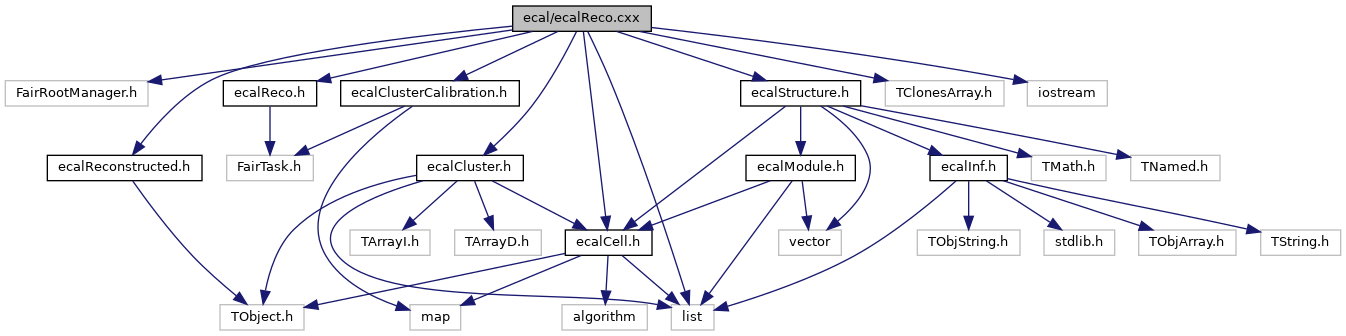 ecal/ecalReco.cxx
FairRootManager.h
ecalReco.h
ecalClusterCalibration.h
ecalStructure.h
TClonesArray.h
iostream
ecalReconstructed.h
FairTask.h
ecalCluster.h
ecalModule.h
ecalInf.h
TMath.h
TNamed.h
TArrayI.h
TArrayD.h
ecalCell.h
vector
TObjString.h
stdlib.h
TObjArray.h
TString.h
TObject.h
map
algorithm
list